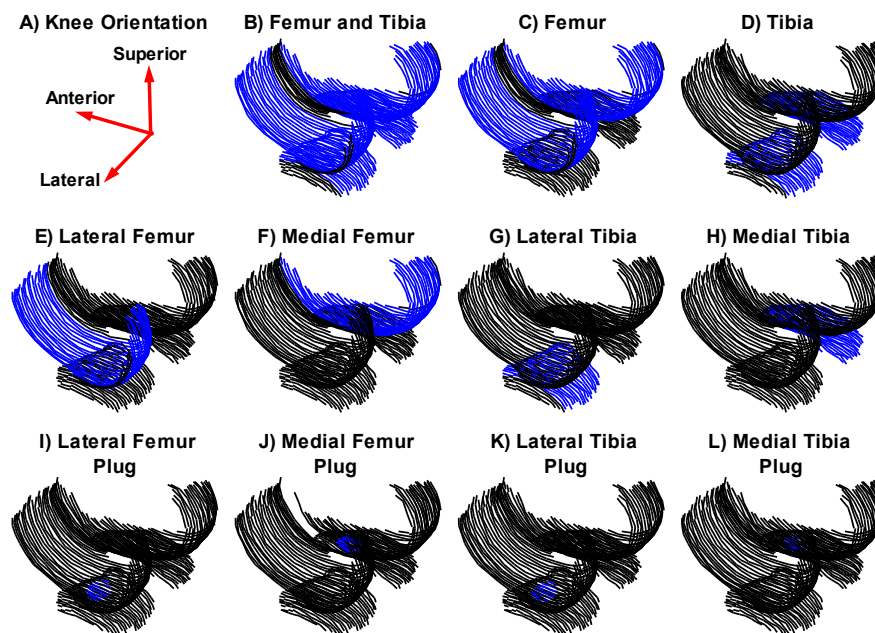 A) Knee Orientation
Superior
Anterior
Lateral
B) Femur and Tibia
C) Femur
D) Tibia
E) Lateral Femur
F) Medial Femur
G) Lateral Tibia
H) Medial Tibia
I) Lateral Femur
Plug
J) Medial Femur
Plug
K) Lateral Tibia
Plug
L) Medial Tibia
Plug